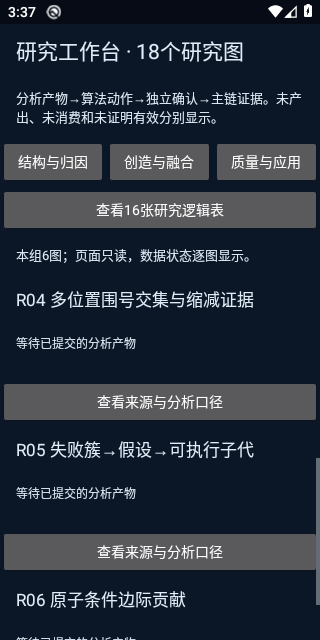 3:37
研究工作台 · 18个研究图
分析产物→算法动作→独立确认→主链证据。未产
出、未消费和未证明有效分别显示。
结构与归因 创造与融合 质量与应用
查看16张研究逻辑表
本组6图；页面只读，数据状态逐图显示。
R04 多位置围号交集与缩减证据
等待已提交的分析产物
查看来源与分析口径
R05 失败簇→假设→可执行子代
等待已提交的分析产物
查看来源与分析口径
R06 原子条件边际贡献